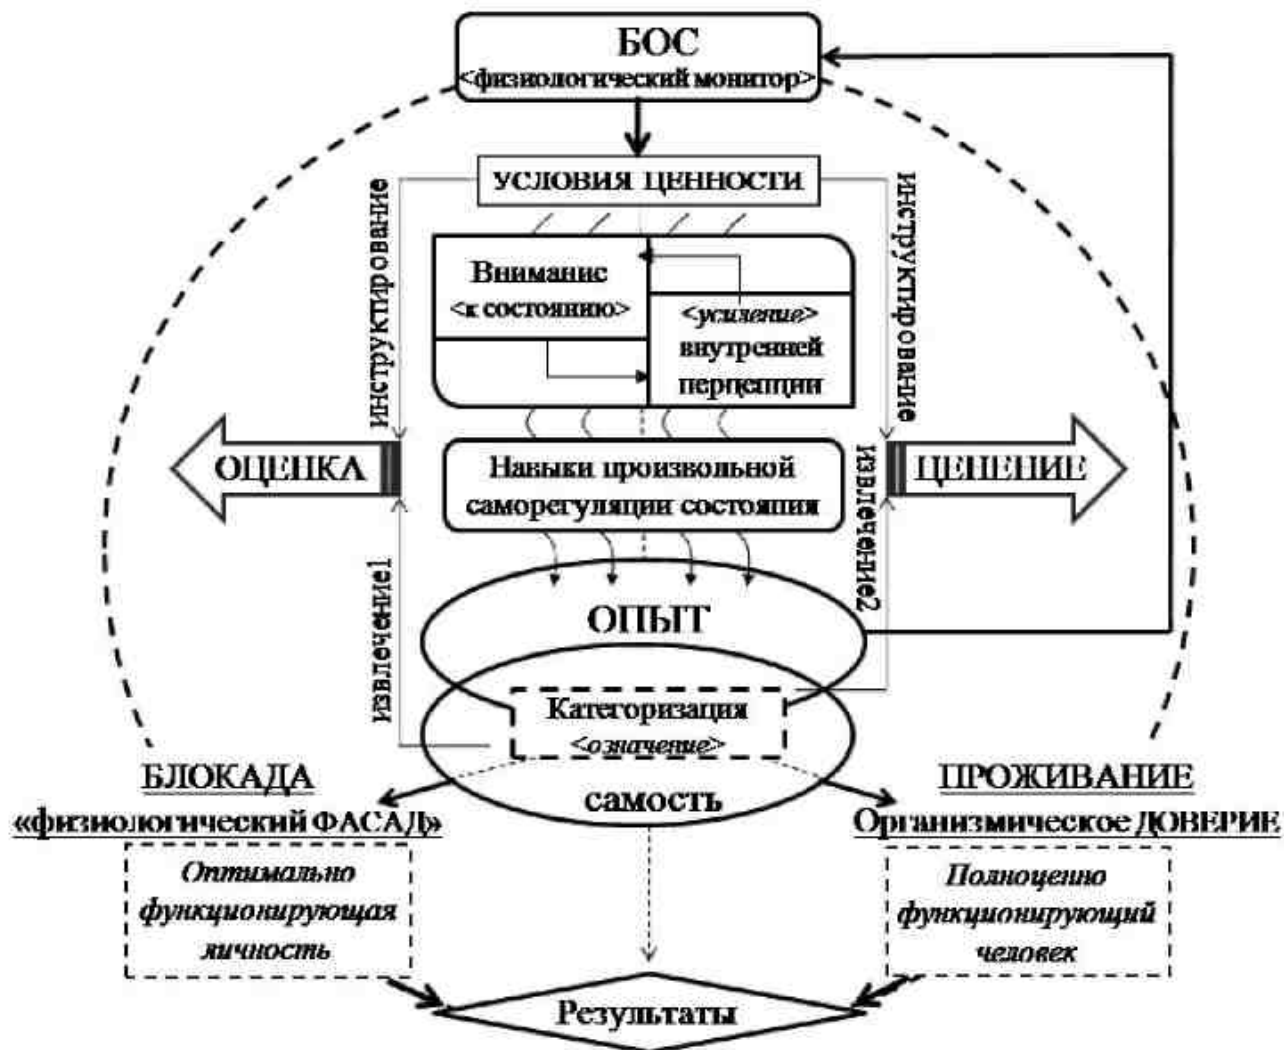 БОС
<физиологический монитор>
УСЛОВИЯ ЦЕННОСТИ
инструктирование
инструктирование
Внимание
<к состоянию>
<усиление>
внутренней
перцепции
ОЦЕНКА
Навыки произвольной
саморегуляции состояния
ЦЕНЕНИЕ
извлечение1
извлечение2
ОПЫТ
Категоризация
<означение>
самость
БЛОКАДА
«физиологический ФАСАД»
Оптимально
функционирующая
личность
ПРОЖИВАНИЕ
Организмическое ДОВЕРИЕ
Полноценно
функционирующий
человек
Результаты